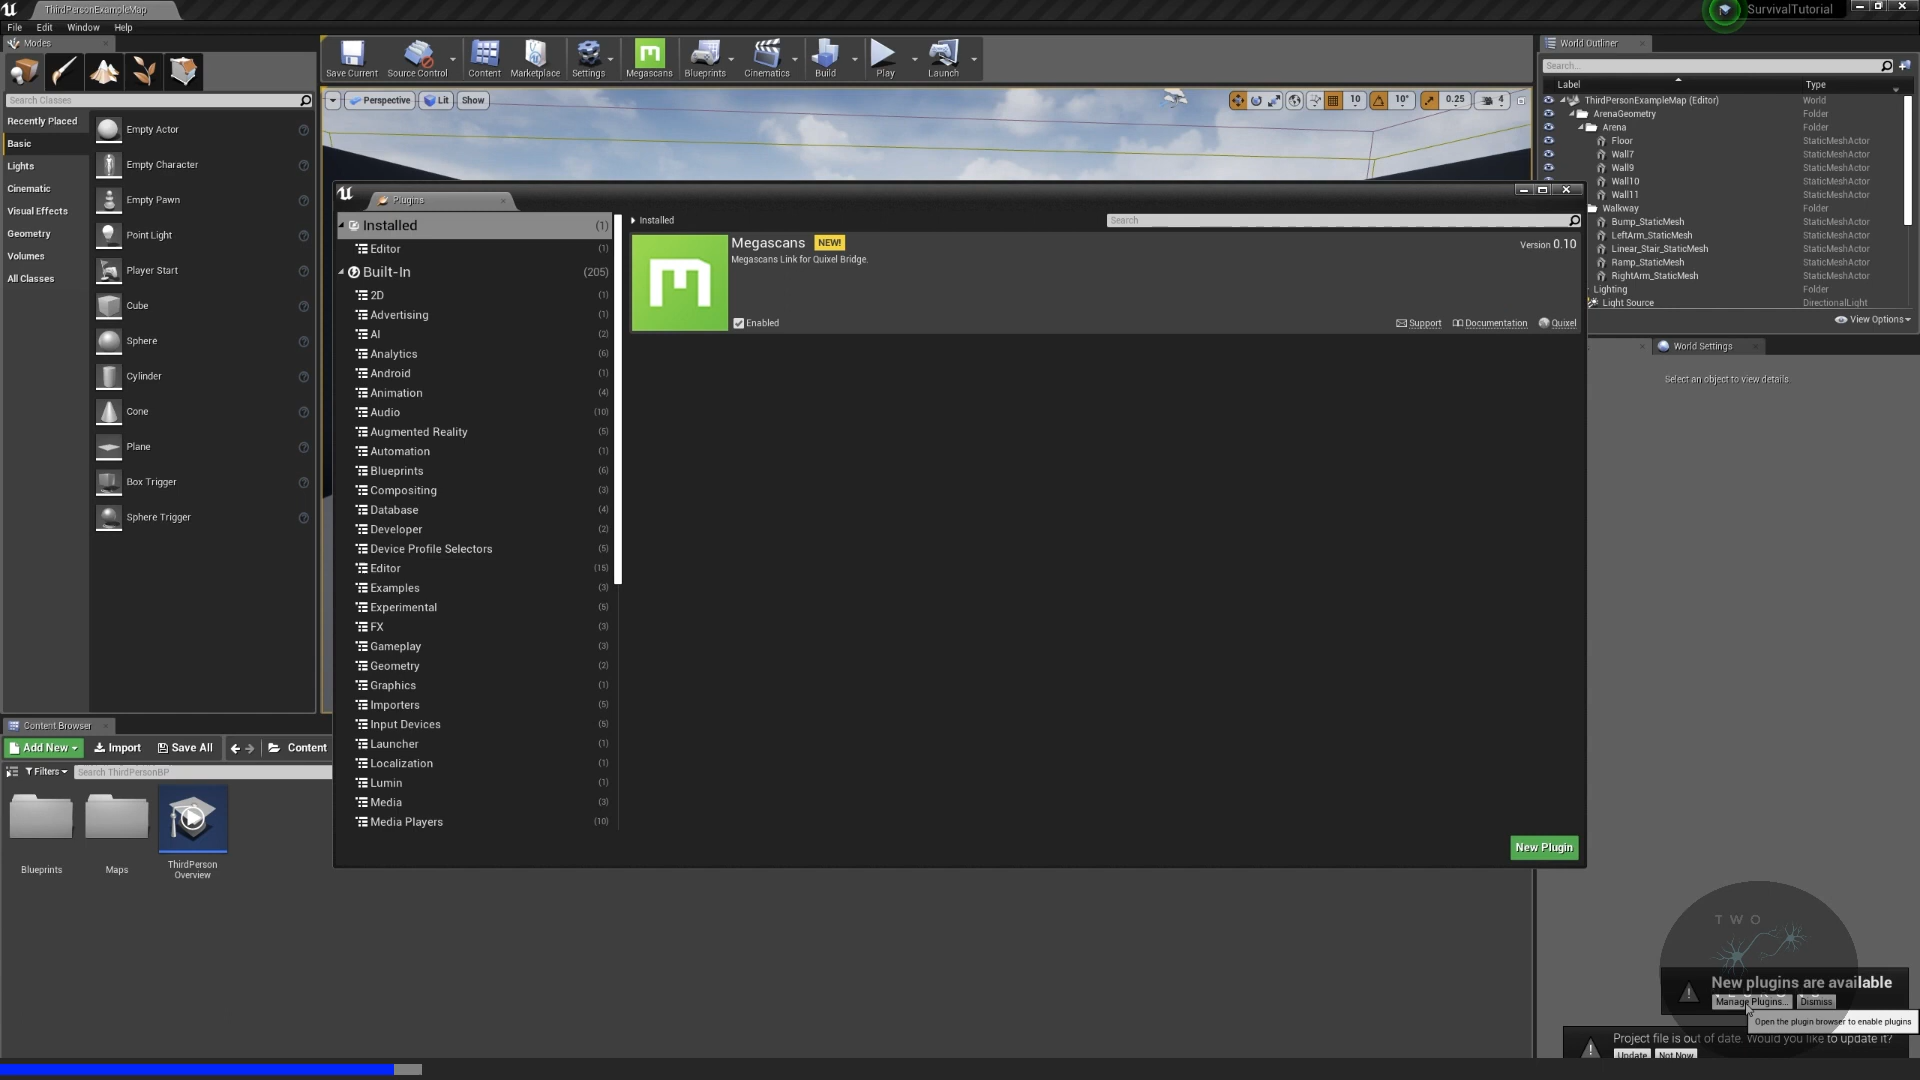 ThirdPersonExampleMap
SurvivalTutorial
File Edit Window Help
Modes
Search Classes
Recently Placed
Basic
Lights
Cinematic
Visual Effects
Geometry
Volumes
All Classes
Empty Actor
Empty Character
Empty Pawn
Point Light
Player Start
Cube
Sphere
Cylinder
Cone
Plane
Box Trigger
Sphere Trigger
Save Current Source Control Content Marketplace Settings Megascans Blueprints Cinematics Build Play Launch
Perspective Lit Show
10 10° 0.25 4
World Outliner
Search...
Label Type
ThirdPersonExampleMap (Editor) World
ArenaGeometry Folder
Arena Folder
Floor StaticMeshActor
Wall7 StaticMeshActor
Wall9 StaticMeshActor
Wall10 StaticMeshActor
Wall11 StaticMeshActor
Walkway Folder
Bump_StaticMesh StaticMeshActor
LeftArm_StaticMesh StaticMeshActor
Linear_Stair_StaticMesh StaticMeshActor
Ramp_StaticMesh StaticMeshActor
RightArm_StaticMesh StaticMeshActor
Lighting Folder
Light Source DirectionalLight
View Options
World Settings
Select an object to view details
Plugins
Installed (1)
Editor (1)
Built-In (205)
2D (1)
Advertising (1)
AI (2)
Analytics (6)
Android (1)
Animation (4)
Audio (10)
Augmented Reality (5)
Automation (1)
Blueprints (6)
Compositing (3)
Database (4)
Developer (2)
Device Profile Selectors (5)
Editor (15)
Examples (3)
Experimental (5)
FX (3)
Gameplay (3)
Geometry (2)
Graphics (1)
Importers (5)
Input Devices (5)
Launcher (1)
Localization (1)
Lumin (1)
Media (3)
Media Players (10)
Installed
Search
Megascans NEW! Version 0.10
Megascans Link for Quixel Bridge.
Enabled Support Documentation Quixel
New Plugin
Content Browser
Add New Import Save All Content
Filters Search ThirdPersonBP
Blueprints
Maps
ThirdPerson
Overview
TWO
New plugins are available
Manage Plugins... Dismiss
Open the plugin browser to enable plugins
Project file is out of date. Would you like to update it?
Update Not Now